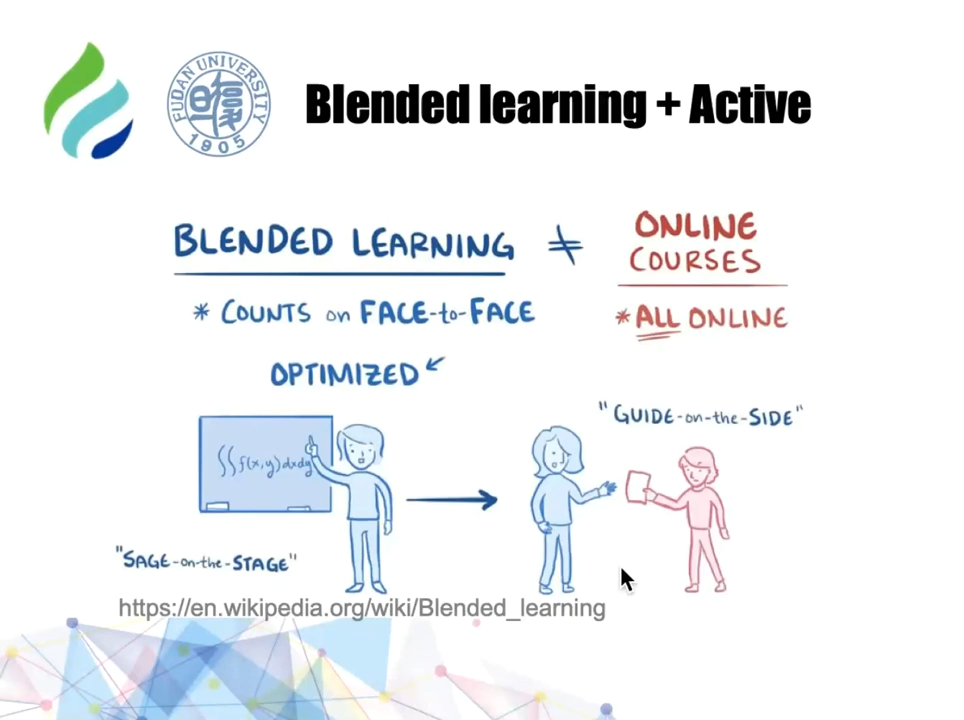 FUDAN UNIVERSITY
1905
Blended learning + Active
BLENDED LEARNING ≠ ONLINE COURSES
* COUNTS on FACE-to-FACE
* ALL ONLINE
OPTIMIZED
"GUIDE-on-the-SIDE"
∫∫f(x,y)dxdy
"SAGE-on-the-STAGE"
https://en.wikipedia.org/wiki/Blended_learning